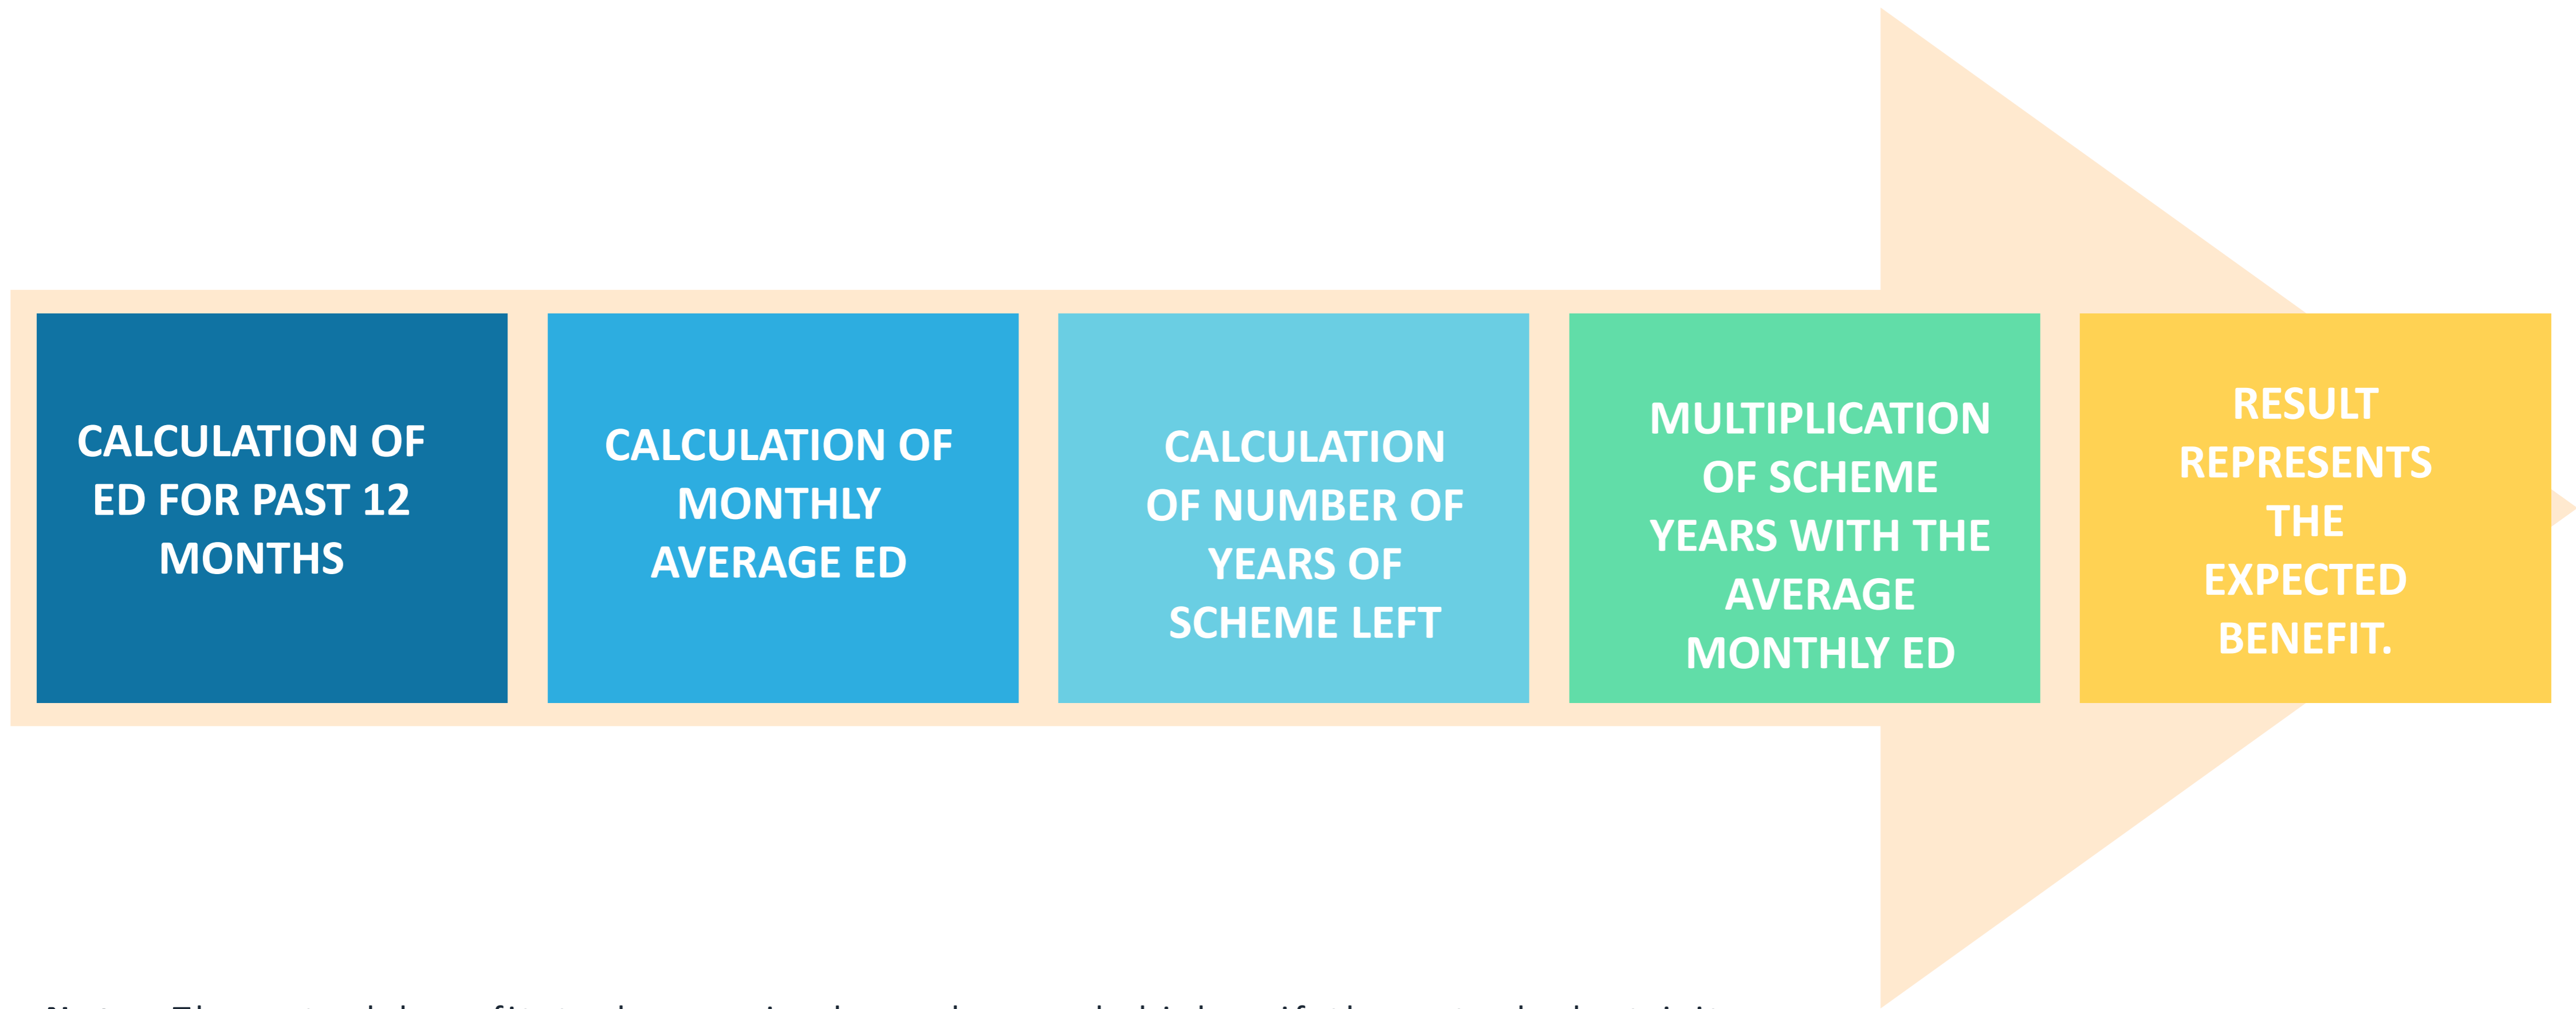 CALCULATION OF
ED FOR PAST 12
MONTHS
CALCULATION OF
MONTHLY
AVERAGE ED
CALCULATION
OF NUMBER OF
YEARS OF
SCHEME LEFT
MULTIPLICATION
OF SCHEME
YEARS WITH THE
AVERAGE
MONTHLY ED
RESULT
REPRESENTS
THE
EXPECTED
BENEFIT.